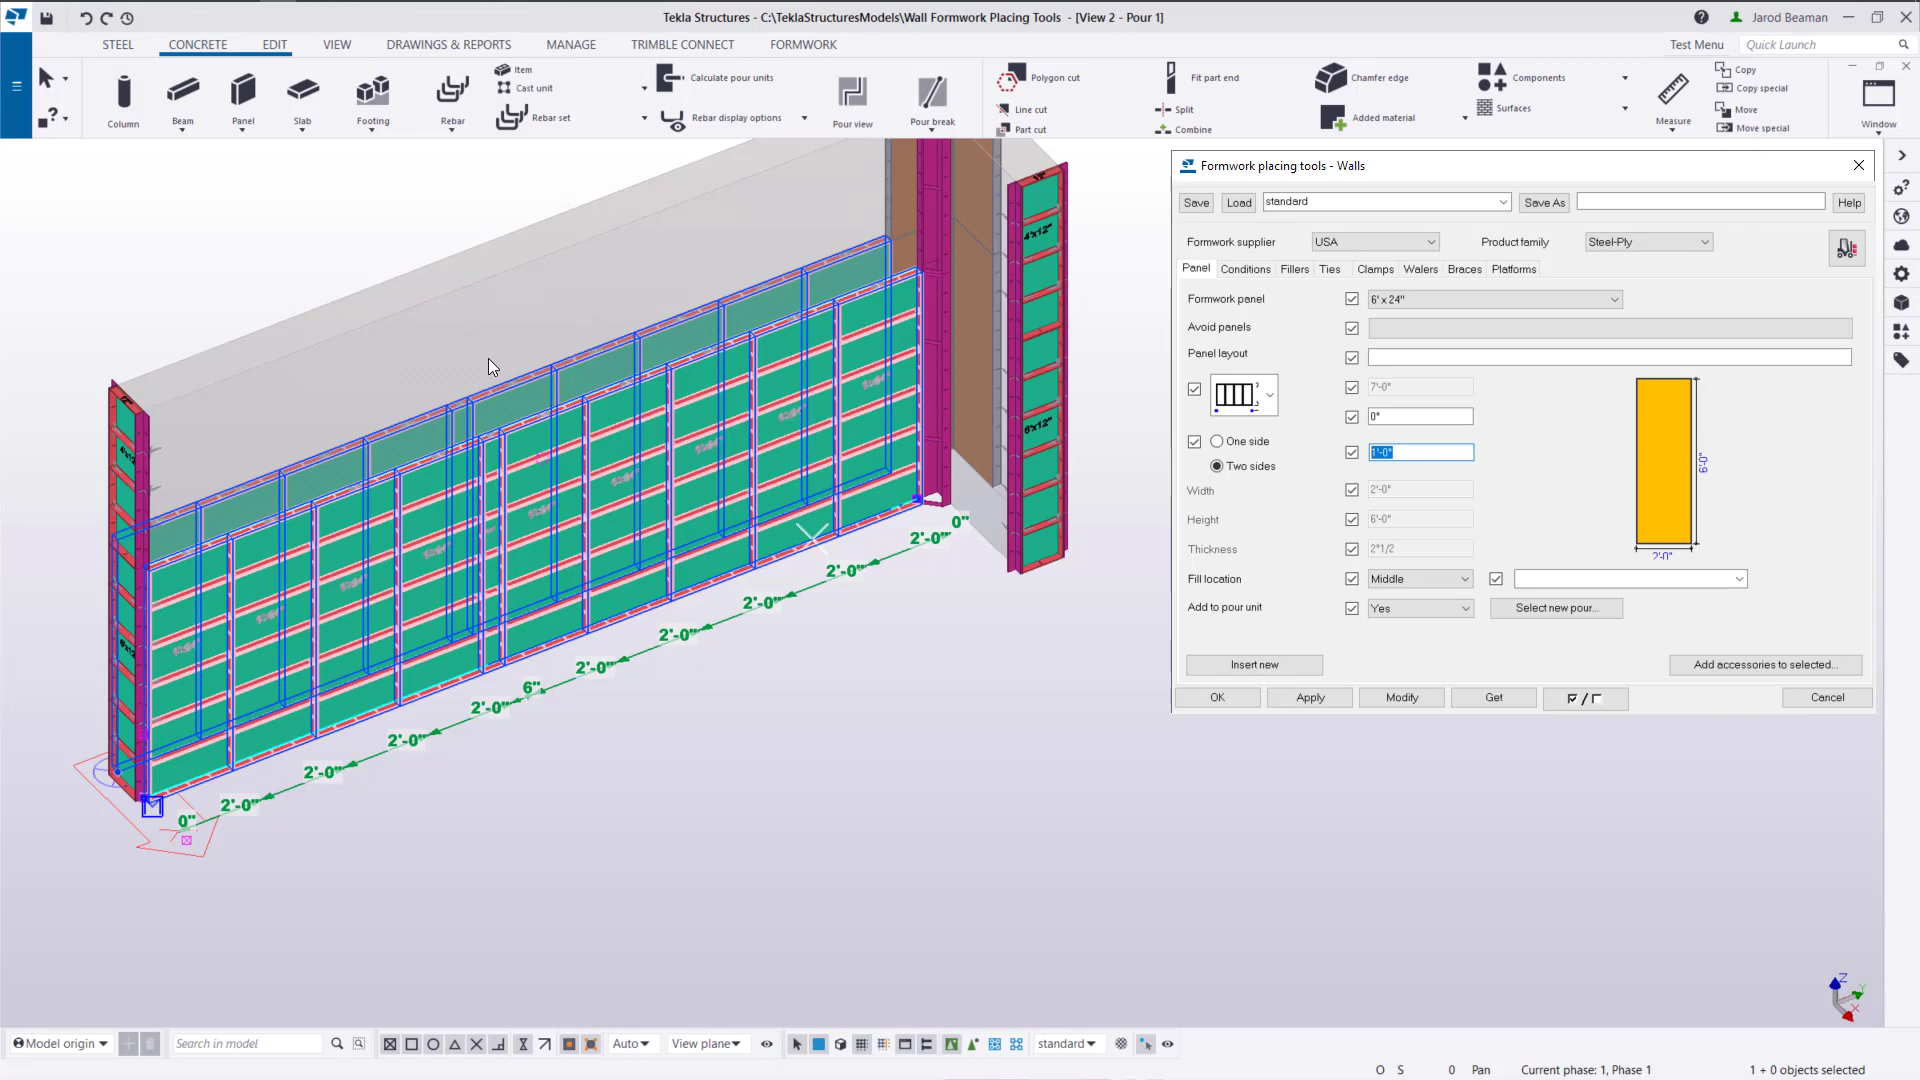 Tekla Structures - C:\TeklaStructuresModels\Wall Formwork Placing Tools - [View 2 - Pour 1]
Jarod Beaman
STEEL CONCRETE EDIT VIEW DRAWINGS & REPORTS MANAGE TRIMBLE CONNECT FORMWORK
Test Menu Quick Launch
Column
Beam
Panel
Slab
Footing
Rebar
Item
Cast unit
Rebar set
Calculate pour units
Rebar display options
Pour view
Pour break
Polygon cut
Line cut
Part cut
Fit part end
Split
Combine
Chamfer edge
Added material
Components
Surfaces
Measure
Copy
Copy special
Move
Move special
Window
Formwork placing tools - Walls
Save Load standard Save As Help
Formwork supplier USA Product family Steel-Ply
Panel Conditions Fillers Ties Clamps Walers Braces Platforms
Formwork panel 6' x 24"
Avoid panels
Panel layout
7'-0"
0"
One side
1'-0"
Two sides
Width 2'-0"
Height 6'-0"
Thickness 2"1/2
Fill location Middle
Add to pour unit Yes Select new pour...
6'-0"
2'-0"
Insert new Add accessories to selected...
OK Apply Modify Get / Cancel
4'x12"
6'x12"
0"
2'-0"
2'-0"
2'-0"
2'-0"
2'-0"
6"
2'-0"
2'-0"
2'-0"
2'-0"
0"
Z
Y
X
Model origin Search in model Auto View plane standard
O S 0 Pan Current phase: 1, Phase 1 1 + 0 objects selected